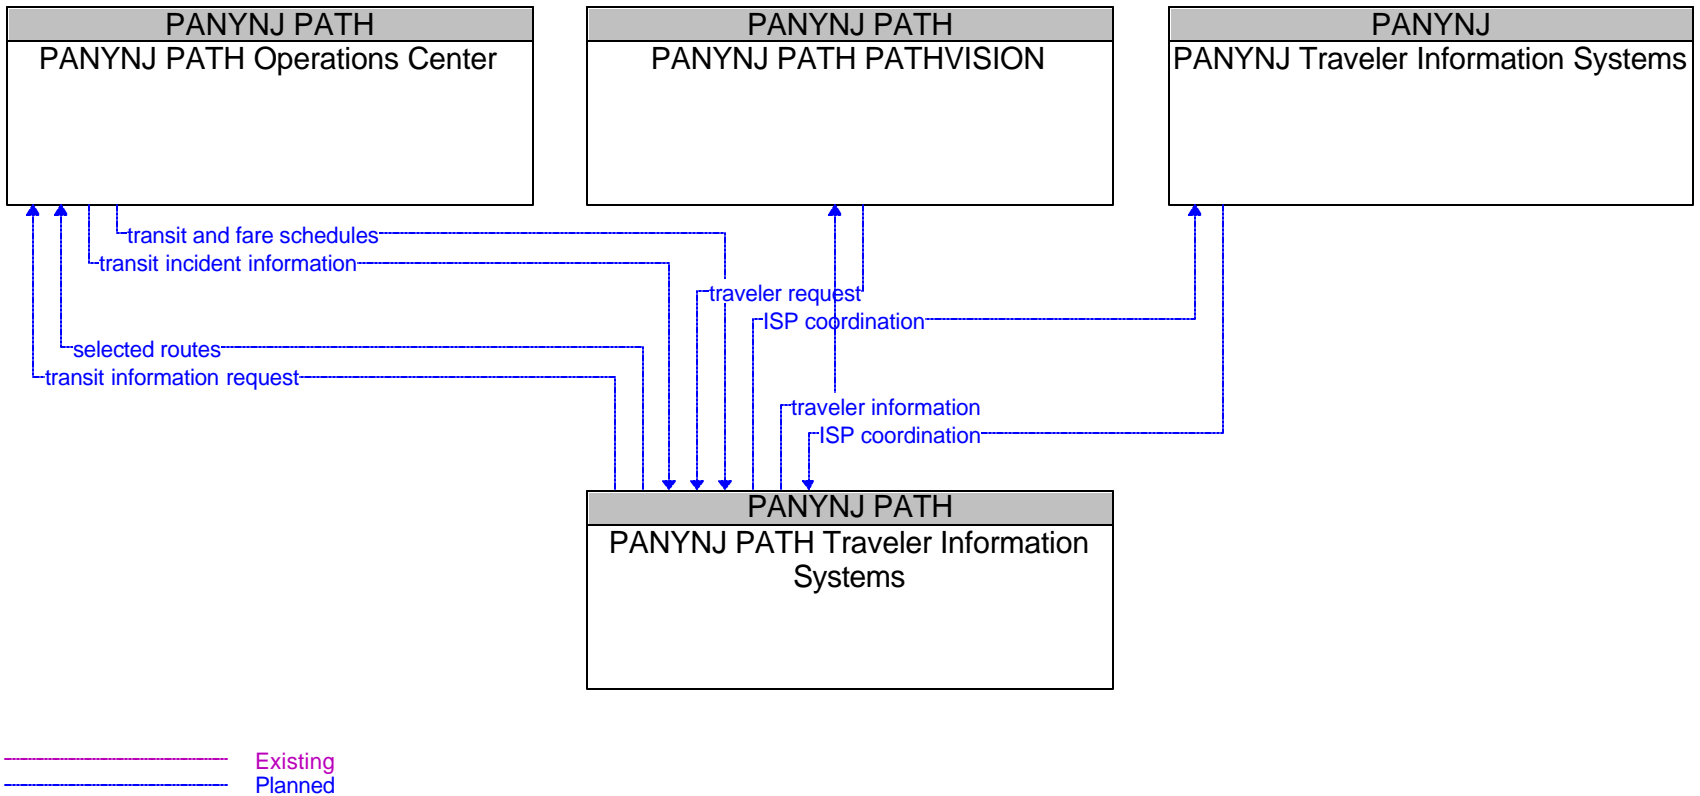 PANYNJ PATH
PANYNJ PATH Operations Center
PANYNJ PATH
PANYNJ PATH PATHVISION
PANYNJ
PANYNJ Traveler Information Systems
transit and fare schedules
transit incident information
traveler request
ISP coordination
selected routes
transit information request
traveler information
ISP coordination
PANYNJ PATH
PANYNJ PATH Traveler Information
Systems
Existing
Planned